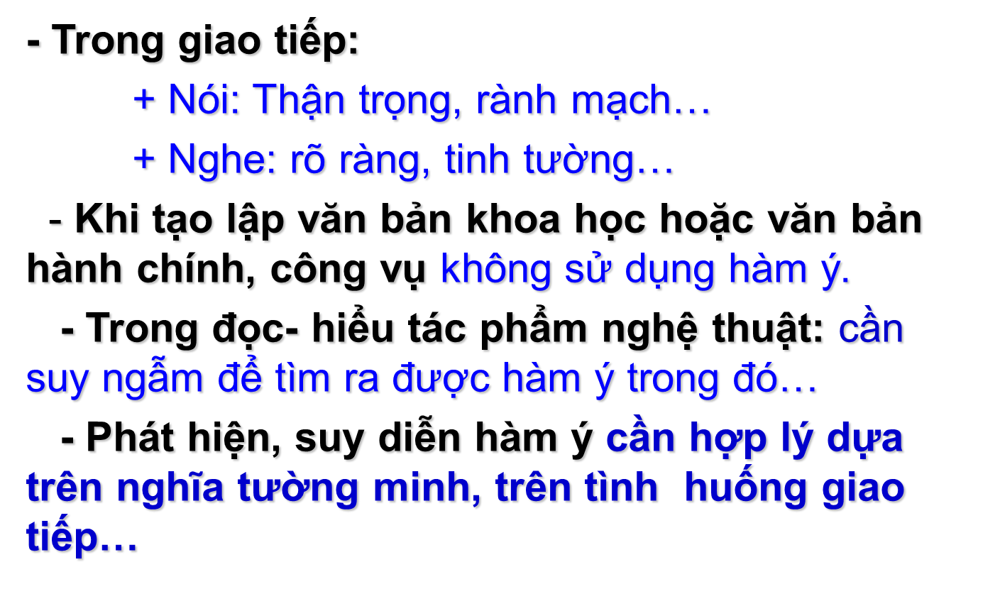 - Trong giao tiếp:
+ Nói: Thận trọng, rành mạch…
+ Nghe: rõ ràng, tinh tường…
- Khi tạo lập văn bản khoa học hoặc văn bản
hành chính, công vụ không sử dụng hàm ý.
- Trong đọc- hiểu tác phẩm nghệ thuật: cần
suy ngẫm để tìm ra được hàm ý trong đó…
- Phát hiện, suy diễn hàm ý cần hợp lý dựa
trên nghĩa tường minh, trên tình  huống giao
tiếp…